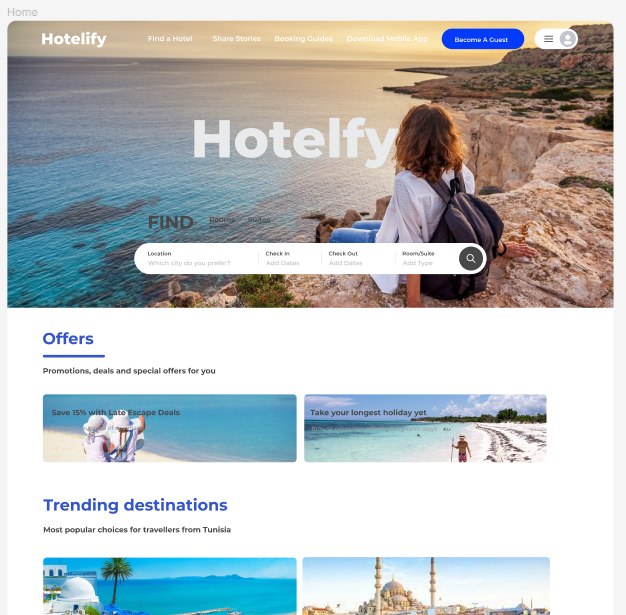 Home
Hotelify
Find a Hotel
Share Stories
Booking Guides
Download Mobile App
Become A Guest
Hotelfy
FIND
Rooms
Suites
Location
Check In
Check Out
Room/Suite
Which city do you prefer?
Add Dates
Add Dates
Add Type
Offers
Promotions, deals and special offers for you
Save 15% with Late Escape Deals
Take your longest holiday yet
Trending destinations
Most popular choices for travellers from Tunisia